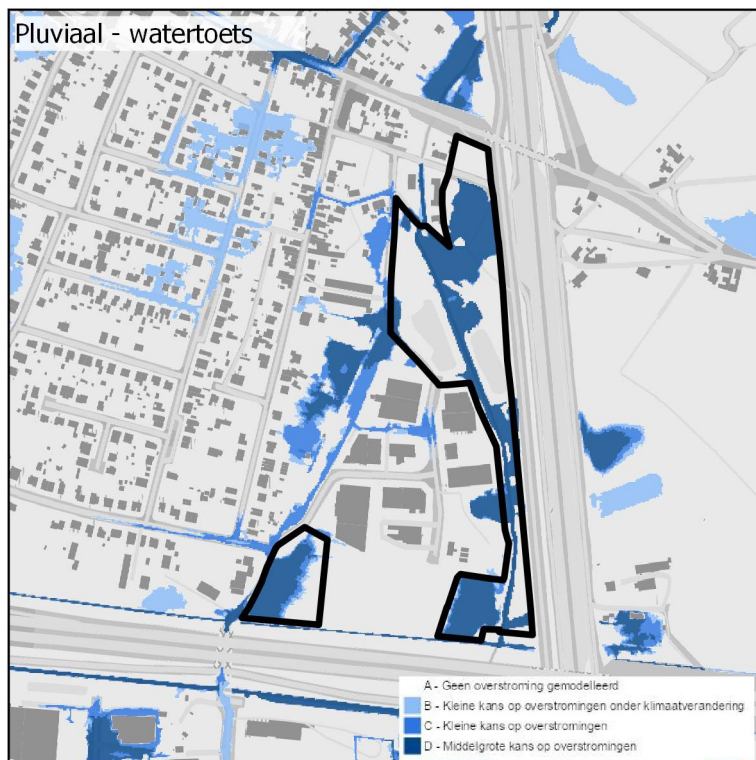 Pluviaal - watertoets
A - Geen overstroming gemodelleerd
B - Kleine kans op overstromingen onder klimaatverandering
C - Kleine kans op overstromingen
D - Middelgrote kans op overstromingen